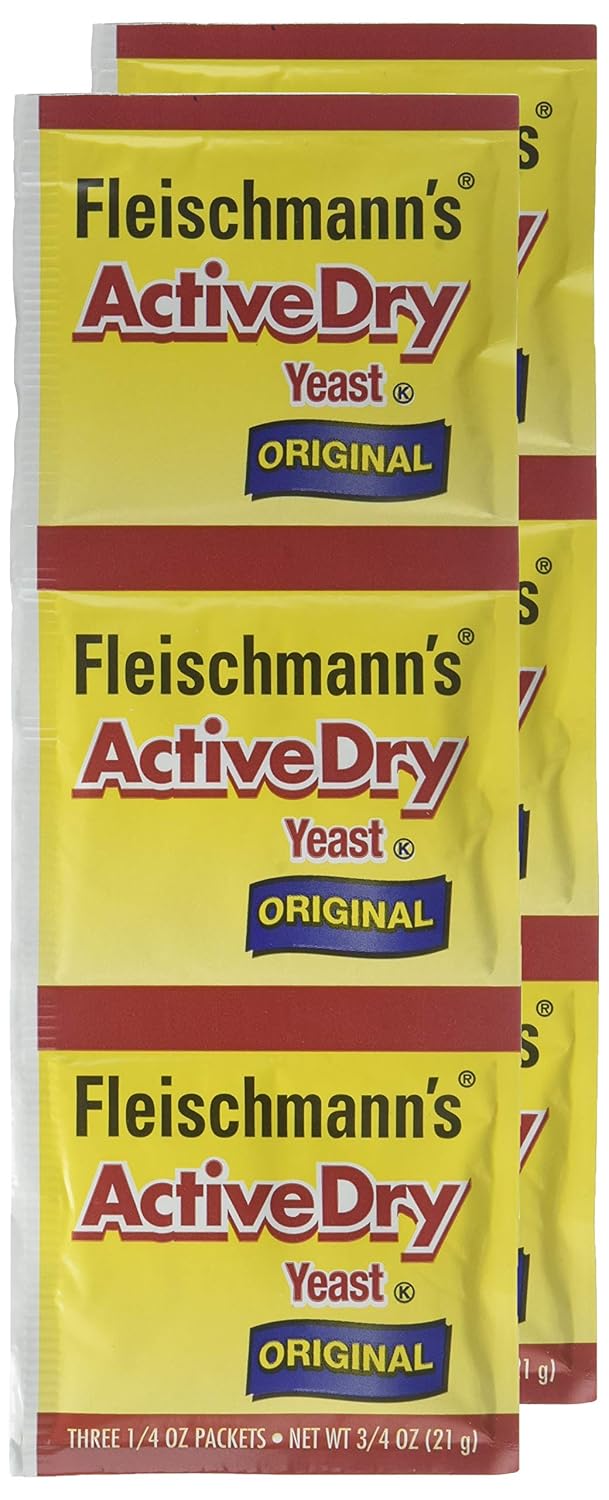 Fleischmann's®
ActiveDry
Yeast K
ORIGINAL
Fleischmann's®
ActiveDry
Yeast K
ORIGINAL
Fleischmann's®
ActiveDry
Yeast K
ORIGINAL
THREE 1/4 OZ PACKETS • NET WT 3/4 OZ (21 g)
s®
y
s®
y
s®
y
21 g)